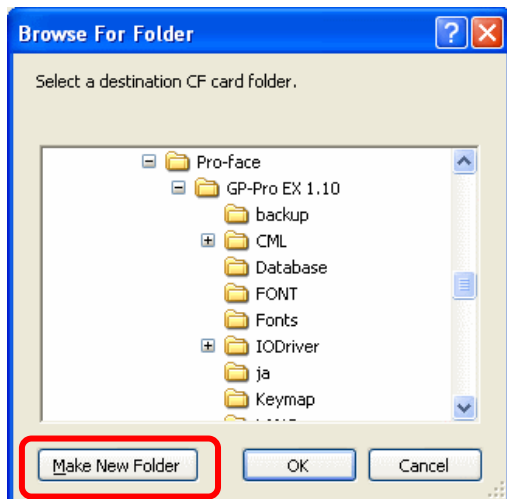 Browse For Folder
Select a destination CF card folder.
Pro-face
GP-Pro EX 1.10
backup
CML
Database
FONT
Fonts
IODriver
ja
Keymap
Make New Folder
OK
Cancel